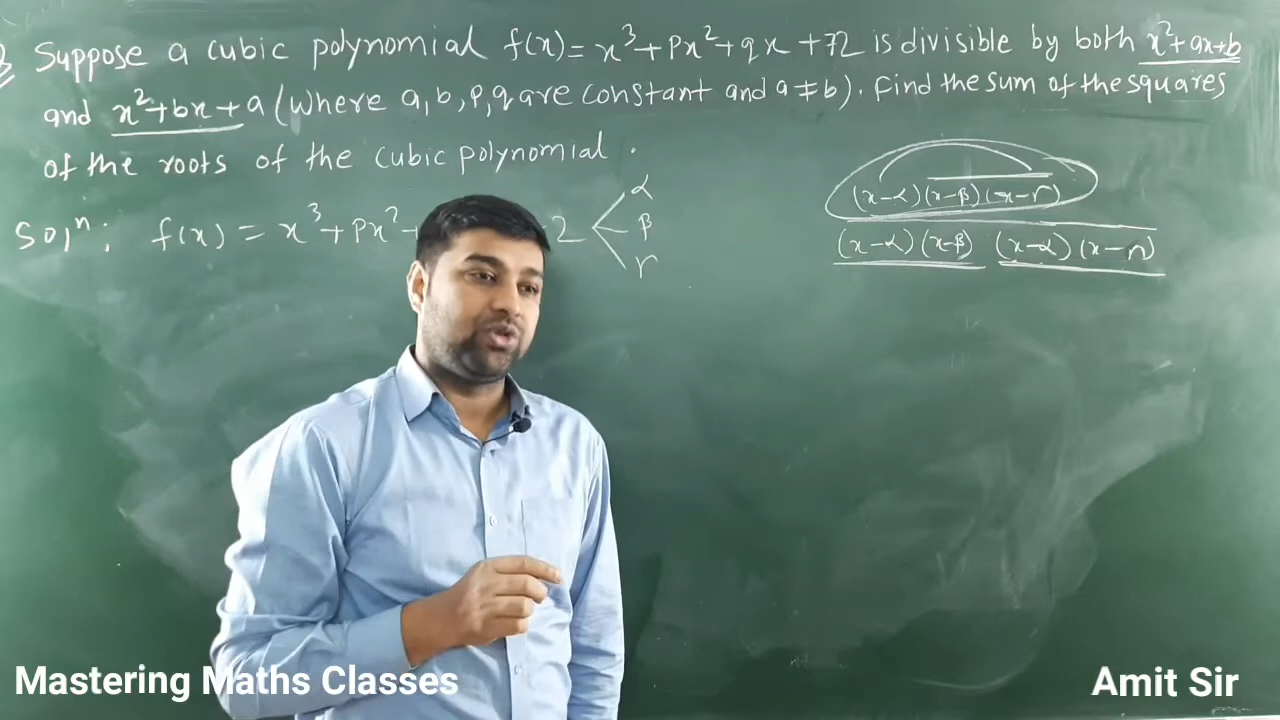 Suppose a cubic polynomial f(x) = x³ + Px² + qx + 72 is divisible by both x² + ax + b
and x² + bx + a (where a, b, p, q are constant and a ≠ b). Find the sum of the squares
of the roots of the cubic polynomial.
(x-α)(x-β)(x-r)
Solⁿ: f(x) = x³ + Px² + 2 α β r
(x-α)(x-β) (x-α)(x-r)
Mastering Maths Classes
Amit Sir